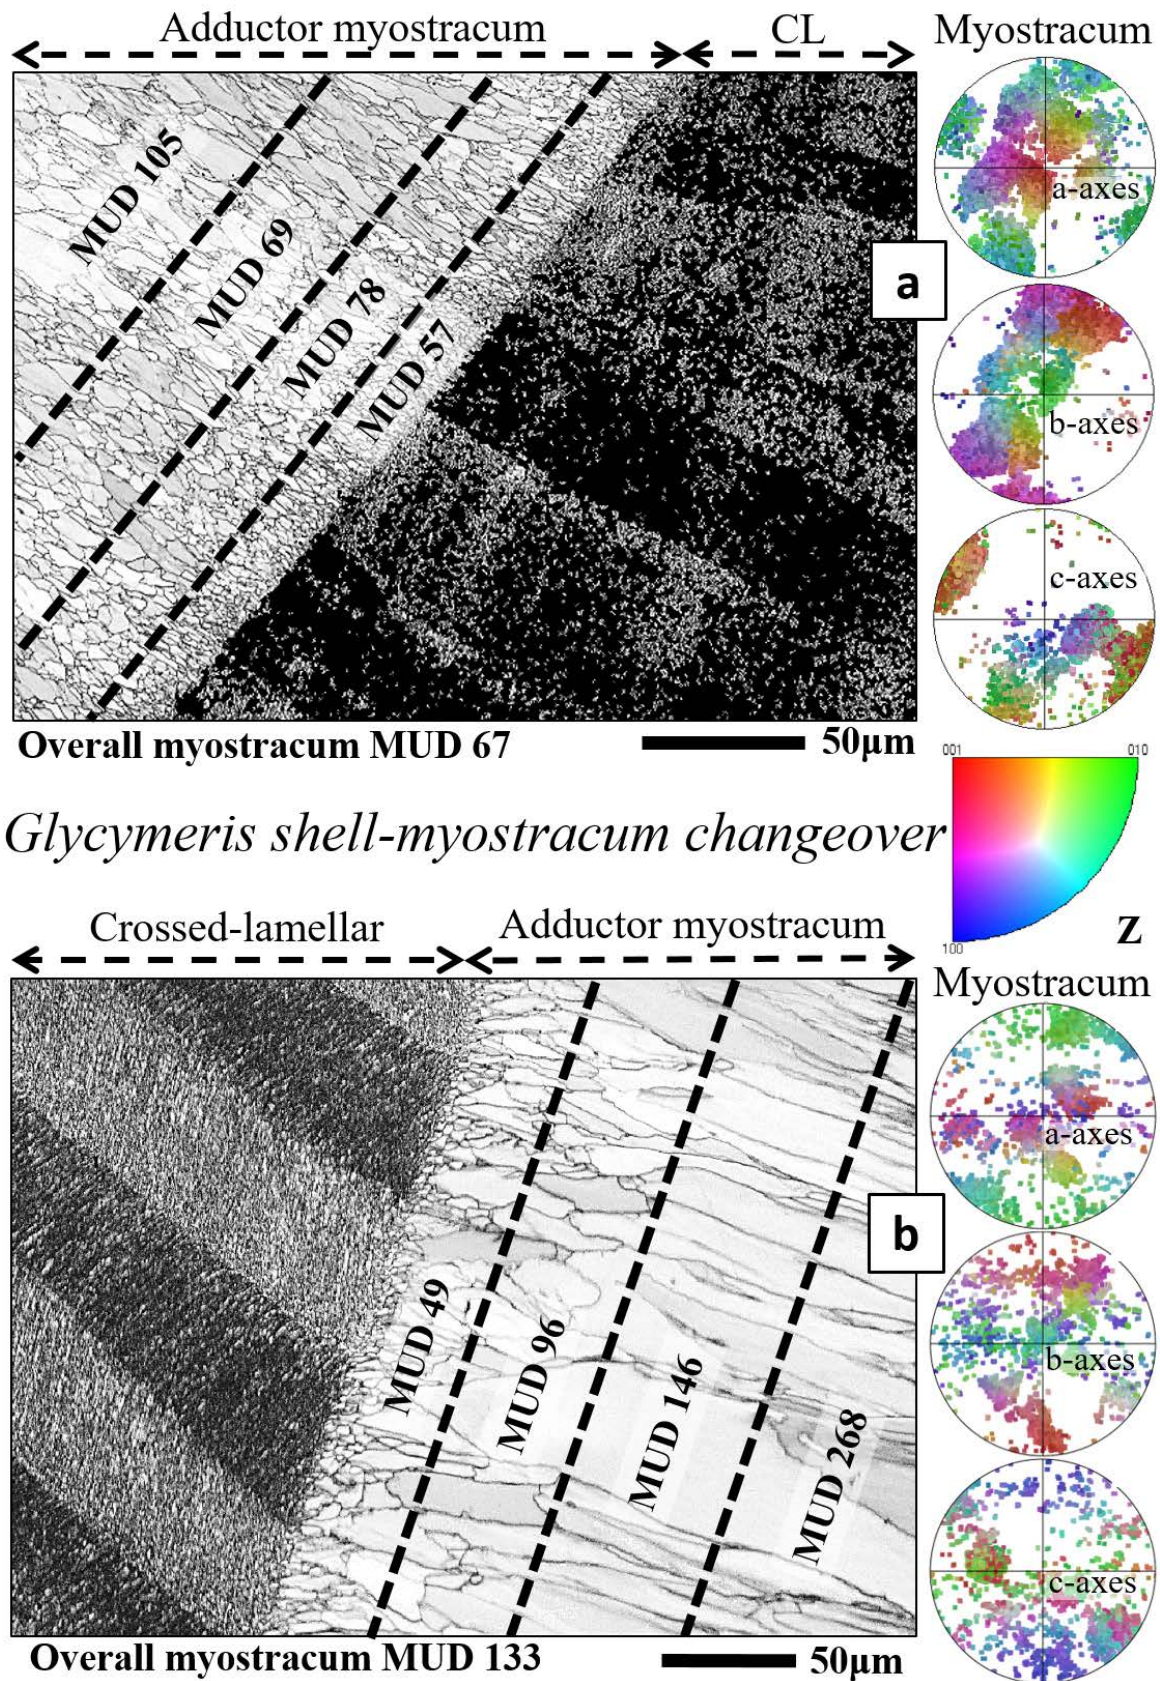 Adductor myostracum
CL
Myostracum
MUD 105
MUD 69
MUD 78
MUD 57
a
a-axes
b-axes
c-axes
Overall myostracum MUD 67
50µm
001
010
Glycymeris shell-myostracum changeover
100
Z
Crossed-lamellar
Adductor myostracum
Myostracum
MUD 49
MUD 96
MUD 146
MUD 268
b
a-axes
b-axes
c-axes
Overall myostracum MUD 133
50µm